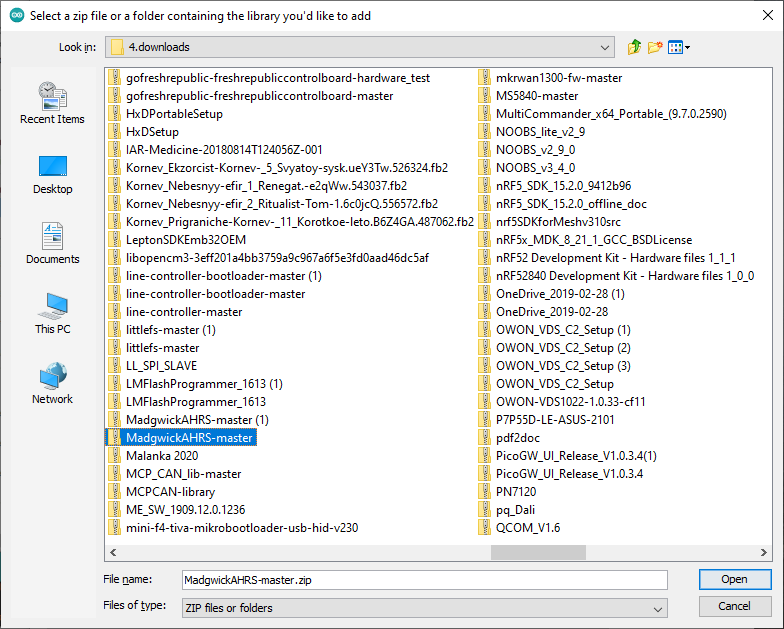 Select a zip file or a folder containing the library you'd like to add
Look in:
4.downloads
Recent Items
Desktop
Documents
This PC
Network
gofreshrepublic-freshrepubliccontrolboard-hardware_test
gofreshrepublic-freshrepubliccontrolboard-master
HxDPortableSetup
HxDSetup
IAR-Medicine-20180814T124056Z-001
Kornev_Ekzorcist-Kornev-_5_Svyatoy-sysk.ueY3Tw.526324.fb2
Kornev_Nebesnyy-efir_1_Renegat.-e2qWw.543037.fb2
Kornev_Nebesnyy-efir_2_Ritualist-Tom-1.6c0jcQ.556572.fb2
Kornev_Prigraniche-Kornev-_11_Korotkoe-leto.B6Z4GA.487062.fb2
LeptonSDKEmb32OEM
libopencm3-3eff201a4bb3759a9c967a6f5e3fd0aad46dc5af
line-controller-bootloader-master (1)
line-controller-bootloader-master
line-controller-master
littlefs-master (1)
littlefs-master
LL_SPI_SLAVE
LMFlashProgrammer_1613 (1)
LMFlashProgrammer_1613
MadgwickAHRS-master (1)
MadgwickAHRS-master
Malanka 2020
MCP_CAN_lib-master
MCPCAN-library
ME_SW_1909.12.0.1236
mini-f4-tiva-mikrobootloader-usb-hid-v230
mkrwan1300-fw-master
MS5840-master
MultiCommander_x64_Portable_(9.7.0.2590)
NOOBS_lite_v2_9
NOOBS_v2_9_0
NOOBS_v3_4_0
nRF5_SDK_15.2.0_9412b96
nRF5_SDK_15.2.0_offline_doc
nrf5SDKforMeshv310src
nRF5x_MDK_8_21_1_GCC_BSDLicense
nRF52 Development Kit - Hardware files 1_1_1
nRF52840 Development Kit - Hardware files 1_0_0
OneDrive_2019-02-28 (1)
OneDrive_2019-02-28
OWON_VDS_C2_Setup (1)
OWON_VDS_C2_Setup (2)
OWON_VDS_C2_Setup (3)
OWON_VDS_C2_Setup
OWON-VDS1022-1.0.33-cf11
P7P55D-LE-ASUS-2101
pdf2doc
PicoGW_UI_Release_V1.0.3.4(1)
PicoGW_UI_Release_V1.0.3.4
PN7120
pq_Dali
QCOM_V1.6
File name:
MadgwickAHRS-master.zip
Open
Files of type:
ZIP files or folders
Cancel